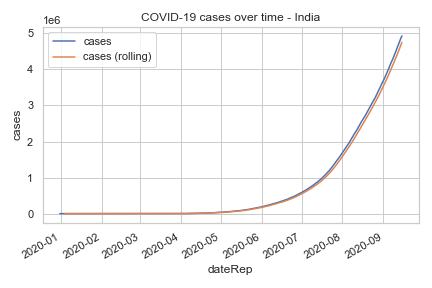 COVID-19 cases over time - India
1e6
cases
cases (rolling)
5
4
3
2
1
0
cases
2020-01
2020-02
2020-03
2020-04
2020-05
2020-06
2020-07
2020-08
2020-09
dateRep